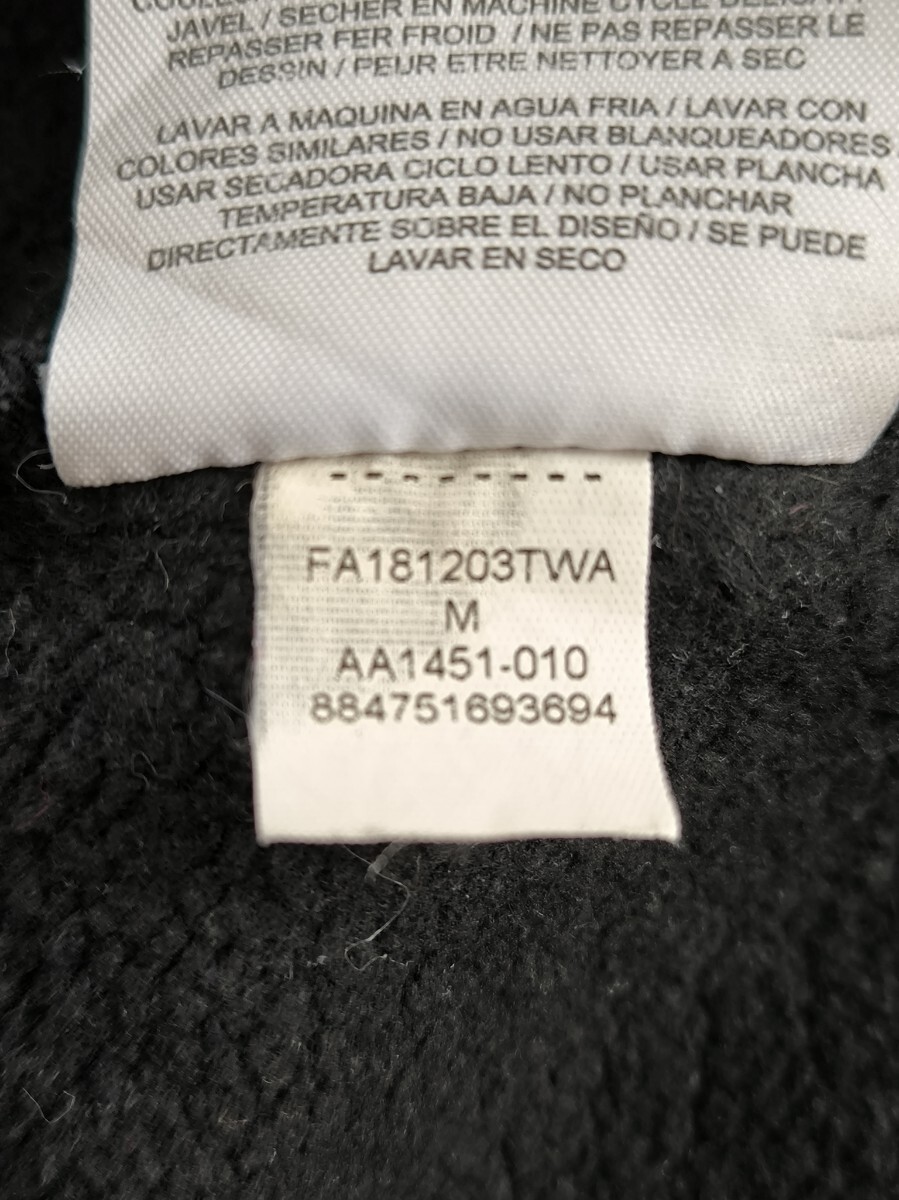 JAVEL / SECHER EN MACHINE CYCLE DELICAT /
REPASSER FER FROID / NE PAS REPASSER LE
DESSIN / PEUR ETRE NETTOYER A SEC
LAVAR A MAQUINA EN AGUA FRIA / LAVAR CON
COLORES SIMILARES / NO USAR BLANQUEADORES
USAR SECADORA CICLO LENTO / USAR PLANCHA
TEMPERATURA BAJA / NO PLANCHAR
DIRECTAMENTE SOBRE EL DISEÑO / SE PUEDE
LAVAR EN SECO
FA181203TWA
M
AA1451-010
884751693694